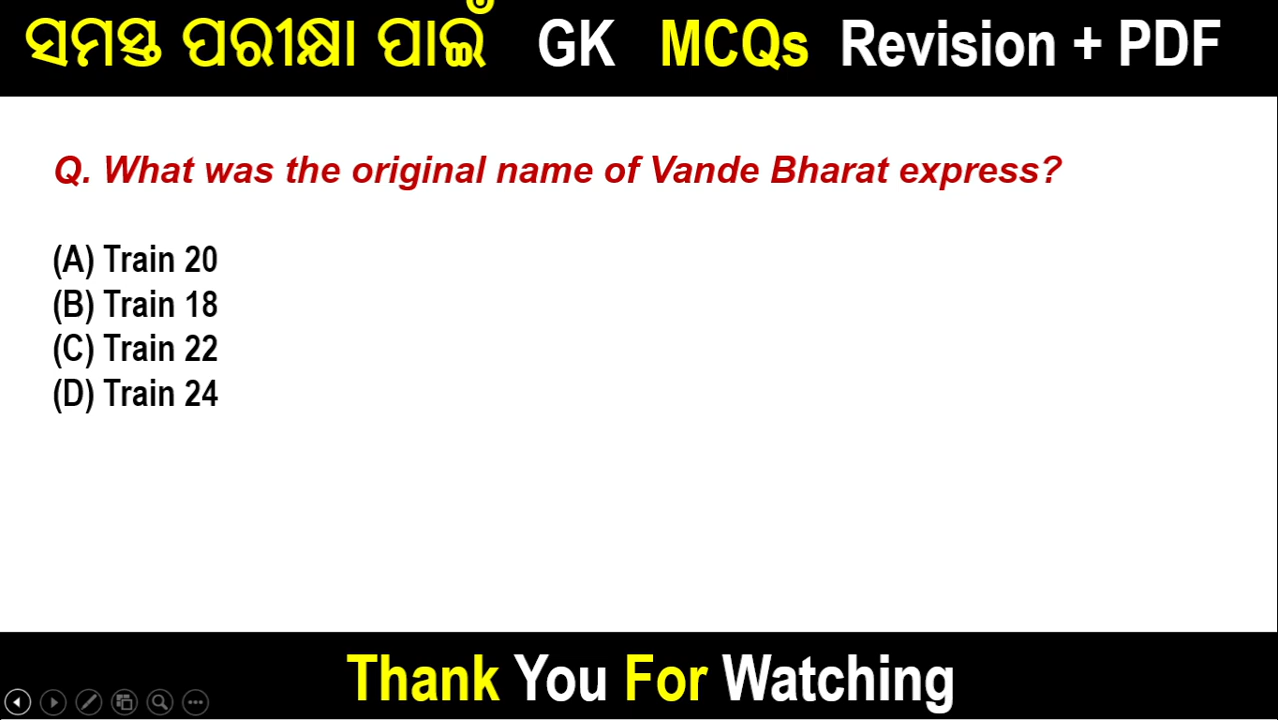 ସମସ୍ତ ପରୀକ୍ଷା ପାଇଁ GK MCQs Revision + PDF
Q. What was the original name of Vande Bharat express?
(A) Train 20
(B) Train 18
(C) Train 22
(D) Train 24
Thank You For Watching